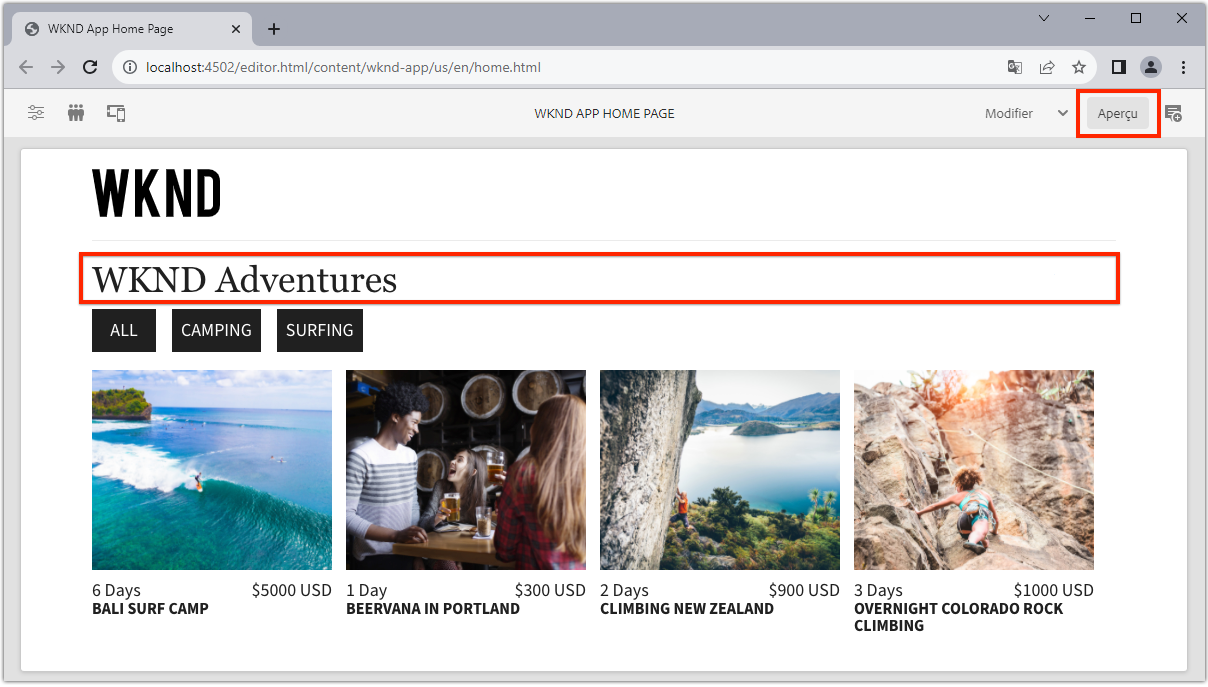 WKND App Home Page
localhost:4502/editor.html/content/wknd-app/us/en/home.html
WKND APP HOME PAGE
Modifier
Aperçu
WKND
WKND Adventures
ALL
CAMPING
SURFING
6 Days
$5000 USD
BALI SURF CAMP
1 Day
$300 USD
BEERVANA IN PORTLAND
2 Days
$900 USD
CLIMBING NEW ZEALAND
3 Days
$1000 USD
OVERNIGHT COLORADO ROCK
CLIMBING